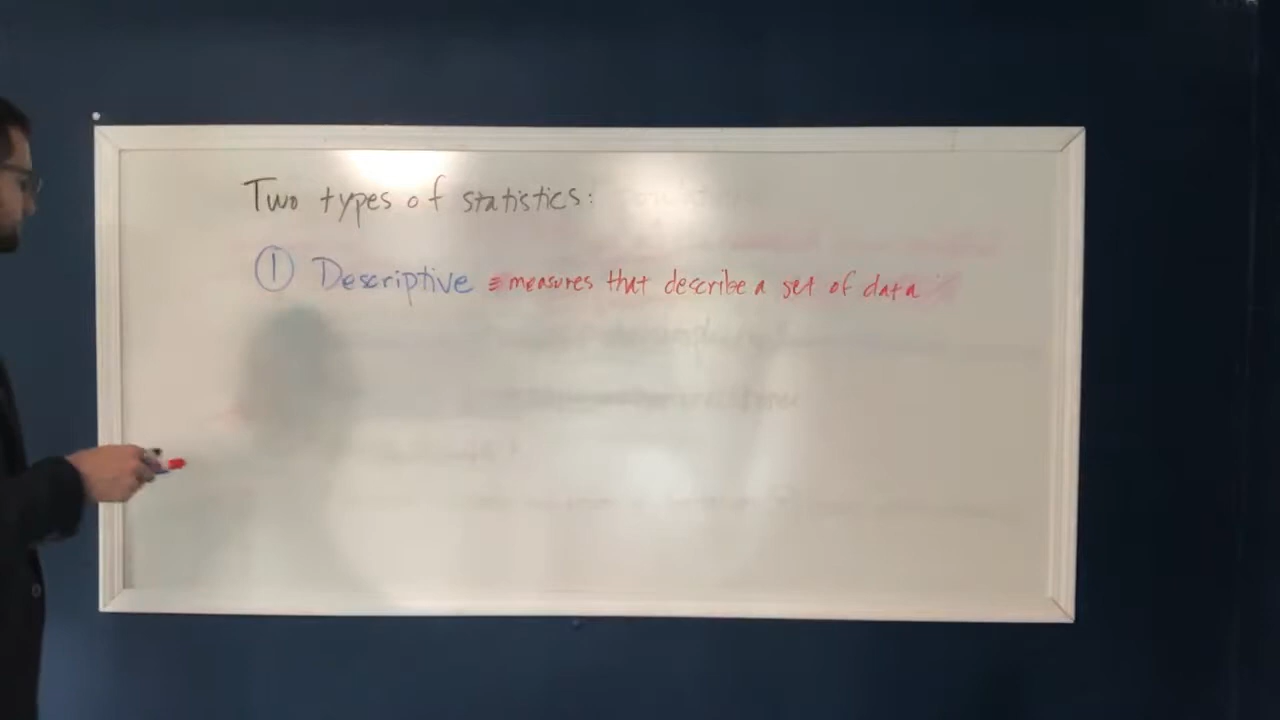 Two types of statistics:
① Descriptive ≡ measures that describe a set of data